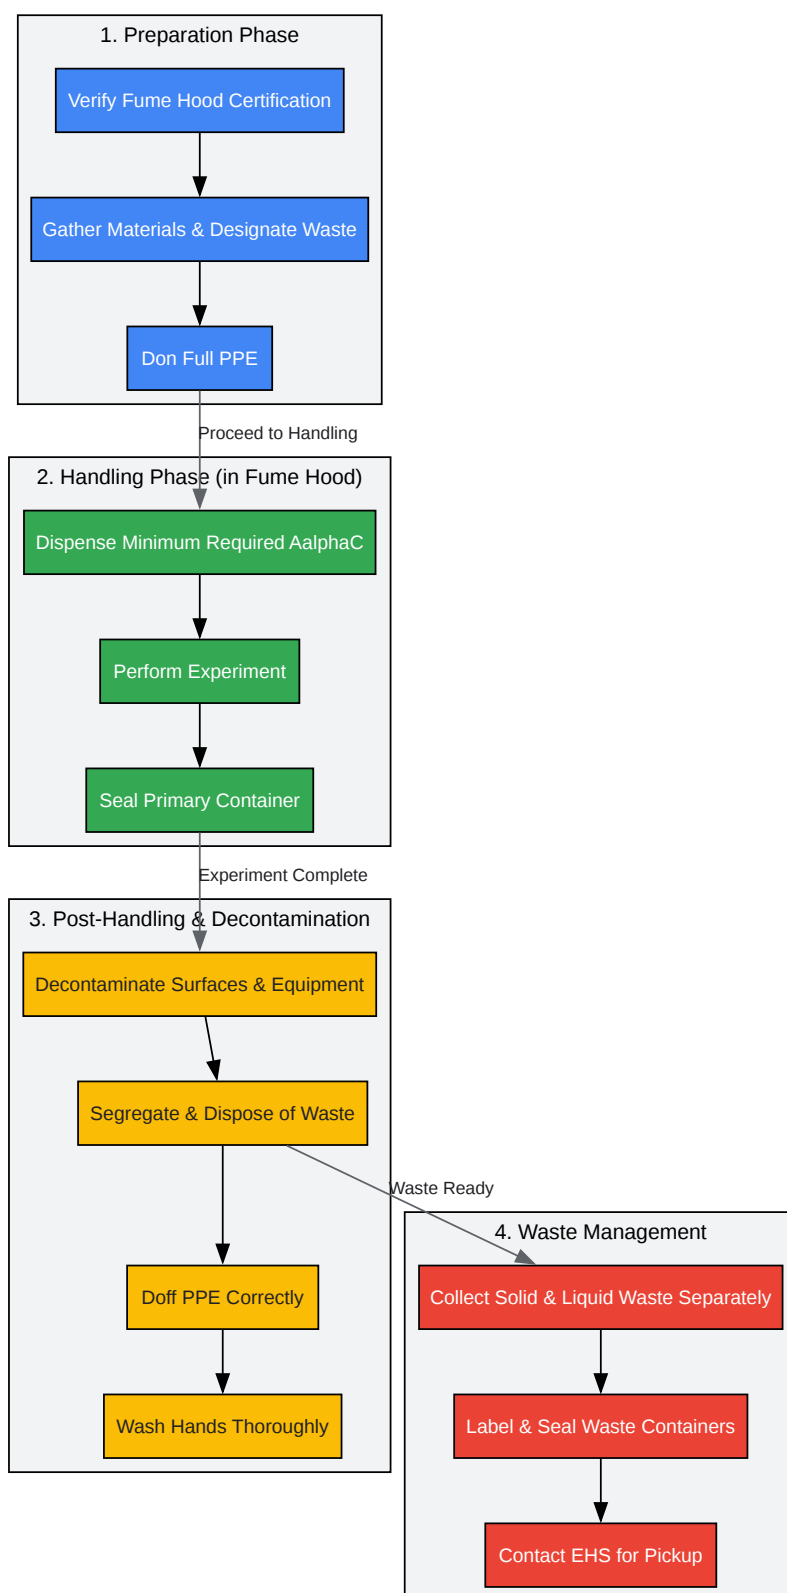 1. Preparation Phase
Verify Fume Hood Certification
Gather Materials & Designate Waste
Don Full PPE
Proceed to Handling
2. Handling Phase (in Fume Hood)
Dispense Minimum Required AalphaC
Perform Experiment
Seal Primary Container
Experiment Complete
3. Post-Handling & Decontamination
Decontaminate Surfaces & Equipment
Segregate & Dispose of Waste
Waste Ready
4. Waste Management
Doff PPE Correctly
Collect Solid & Liquid Waste Separately
Wash Hands Thoroughly
Label & Seal Waste Containers
Contact EHS for Pickup